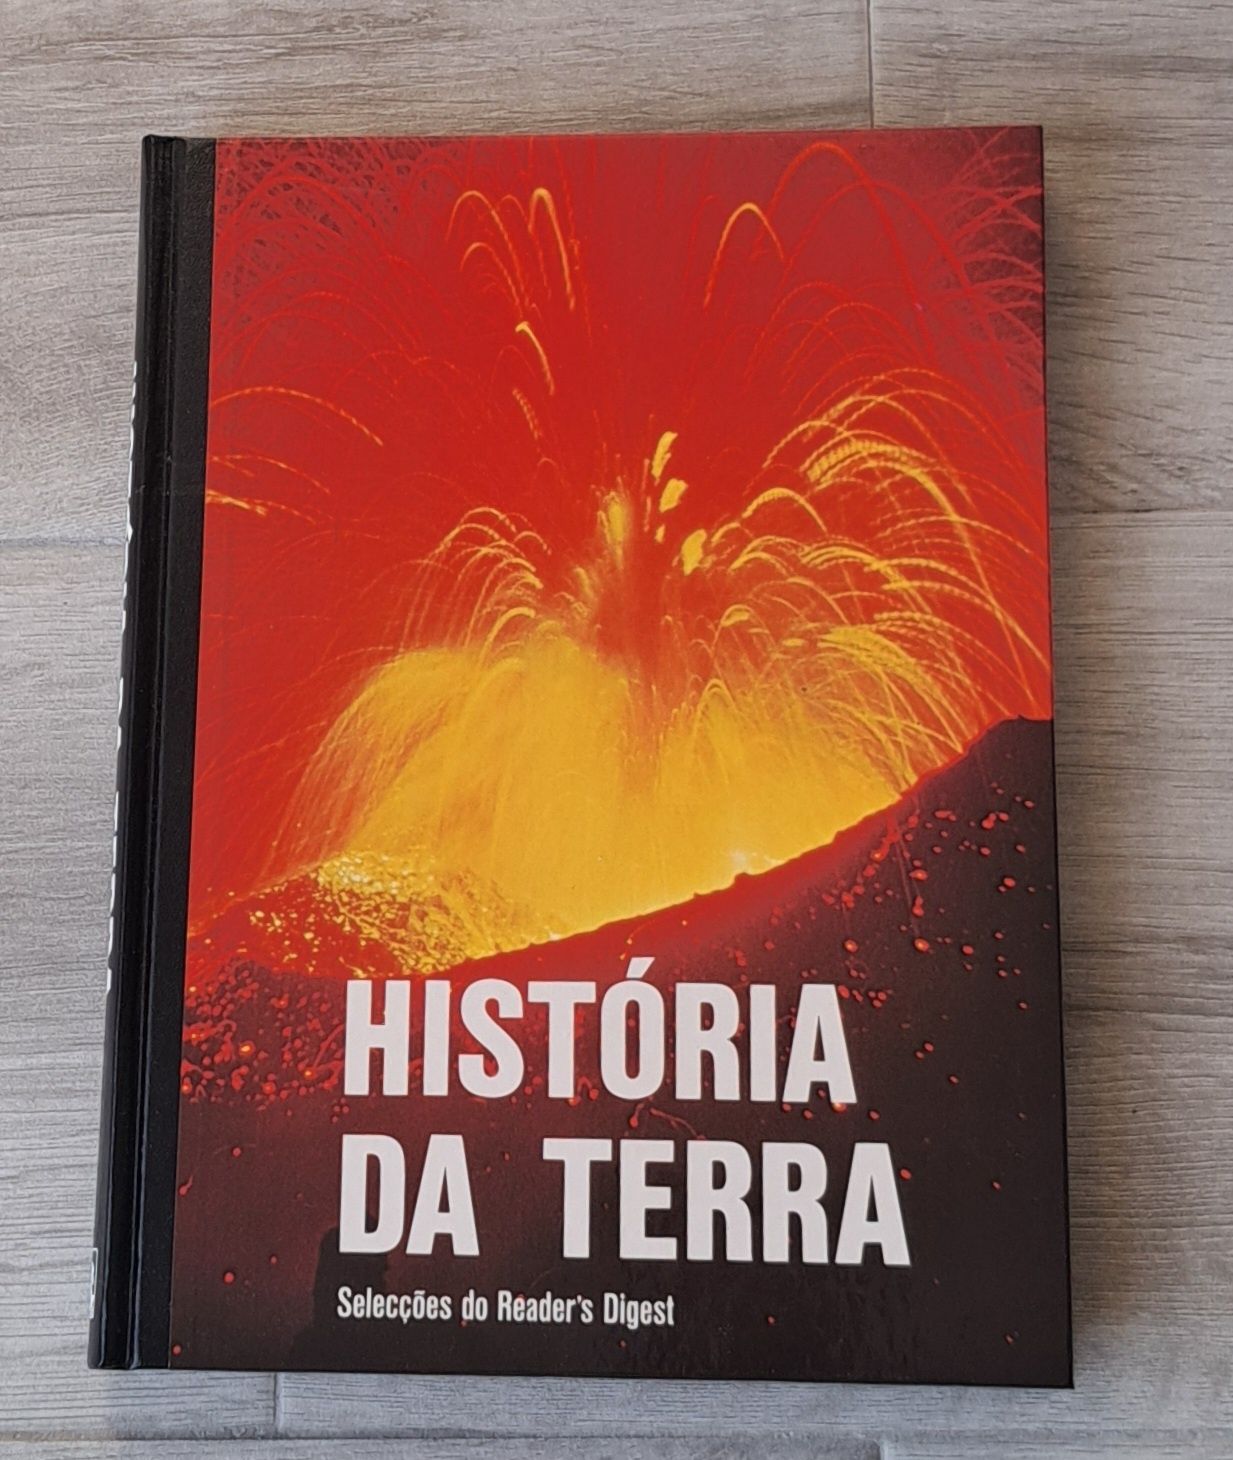 HISTÓRIA
DA TERRA
Selecções do Reader's Digest